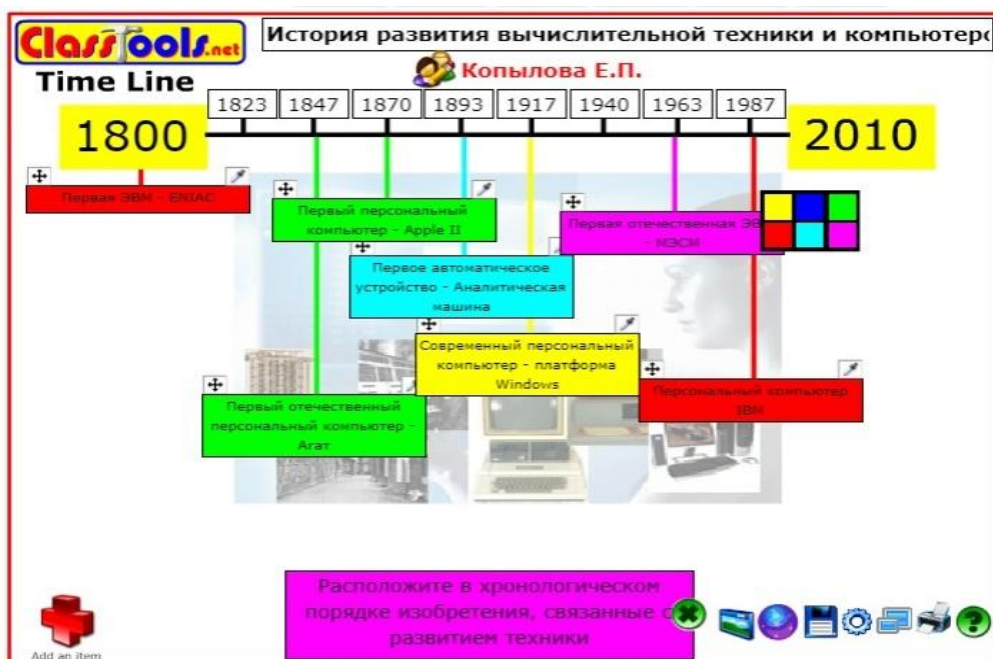 ClassTools.net
История развития вычислительной техники и компьютеро
Time Line
Копылова Е.П.
1800
1823 1847 1870 1893 1917 1940 1963 1987
2010
Первая ЭВМ - ENIAC
Первый персональный
компьютер - Apple II
Первая отечественная ЭВ
- МЭСМ
Первое автоматическое
устройство - Аналитическая
машина
Современный персональный
компьютер - платформа
Windows
Персональный компьютер
IBM
Первый отечественный
персональный компьютер -
Агат
Расположите в хронологическом
порядке изобретения, связанные с
развитием техники
Add an item